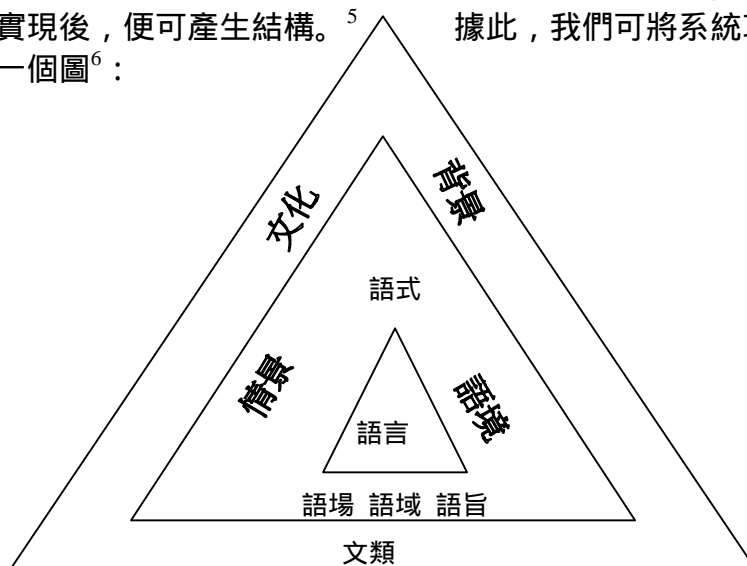 實現後，便可產生結構。5 據此，我們可將系統
一個圖6：
文化 背景
語式
情景 語境
語言
語場 語域 語旨
文類